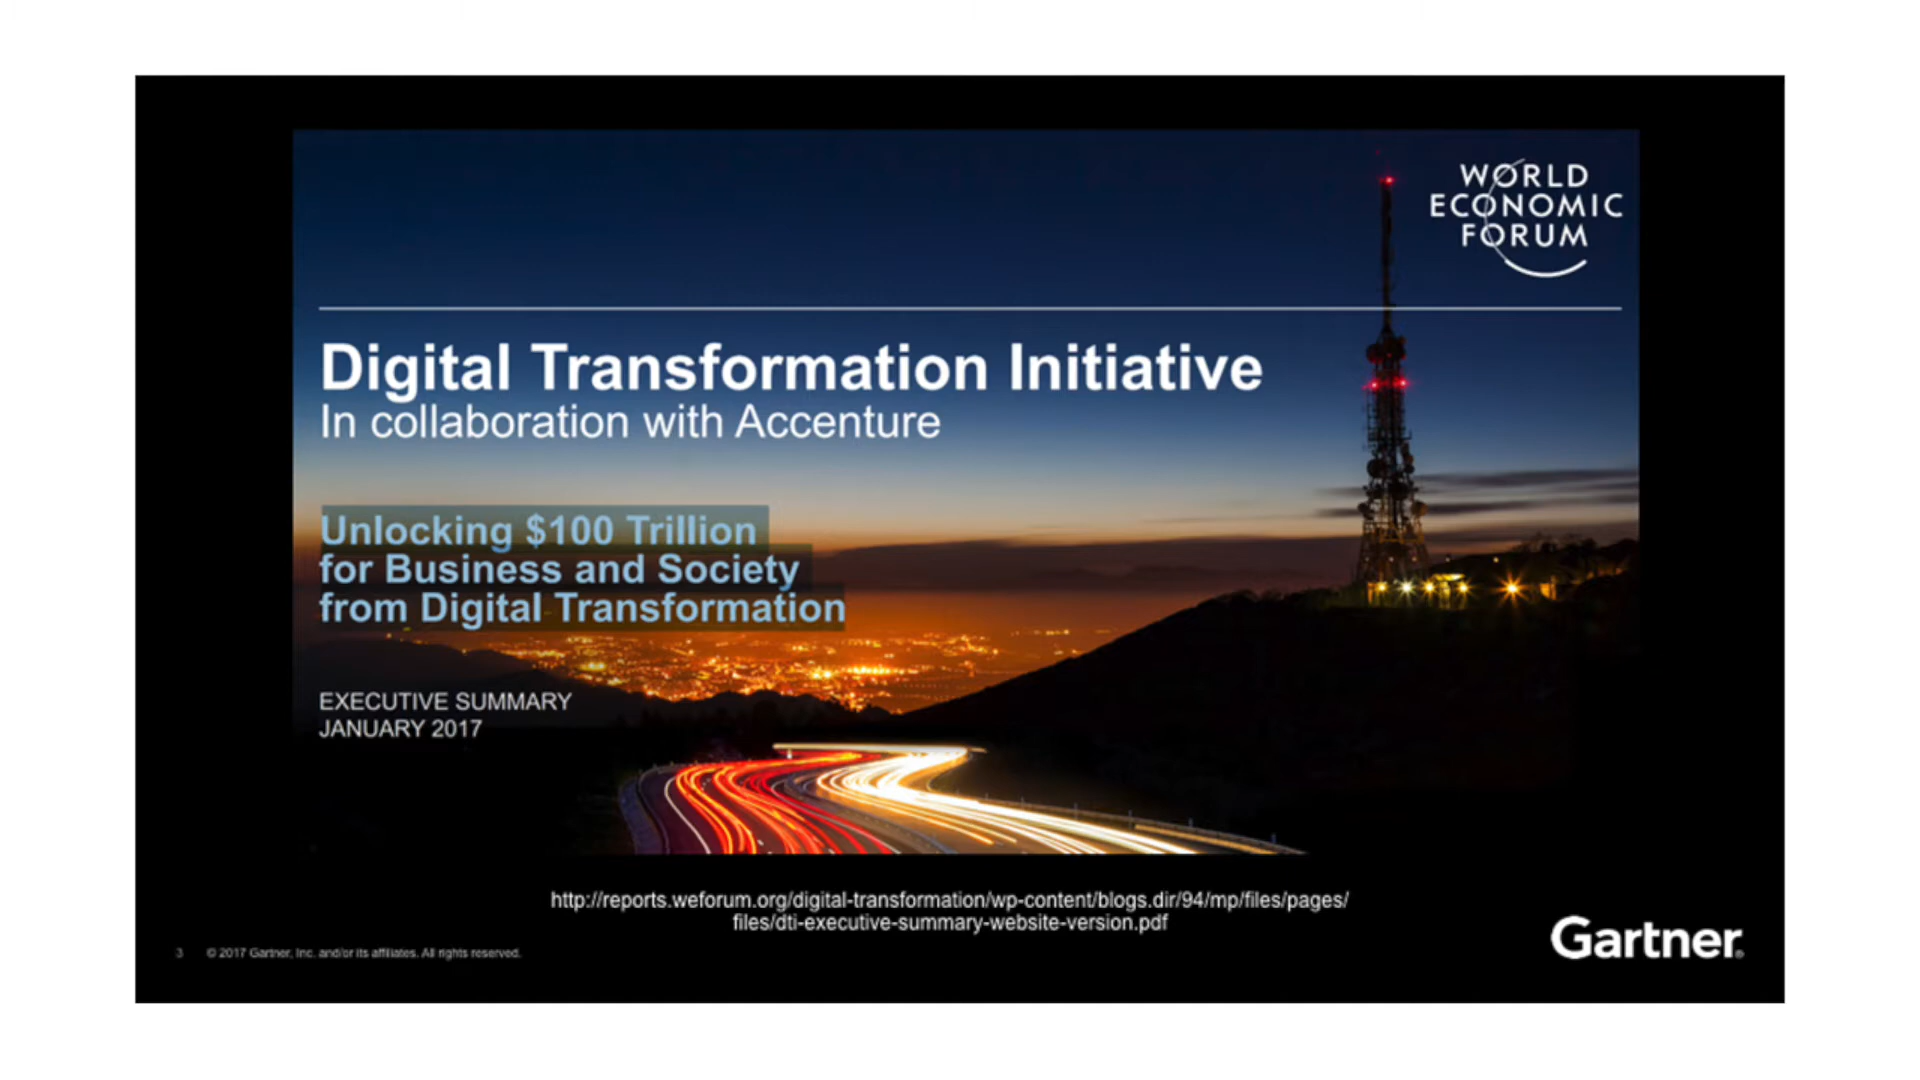 WORLD
ECONOMIC
FORUM
Digital Transformation Initiative
In collaboration with Accenture
Unlocking $100 Trillion
for Business and Society
from Digital Transformation
EXECUTIVE SUMMARY
JANUARY 2017
http://reports.weforum.org/digital-transformation/wp-content/blogs.dir/94/mp/files/pages/
files/dti-executive-summary-website-version.pdf
3 © 2017 Gartner, Inc. and/or its affiliates. All rights reserved.
Gartner®